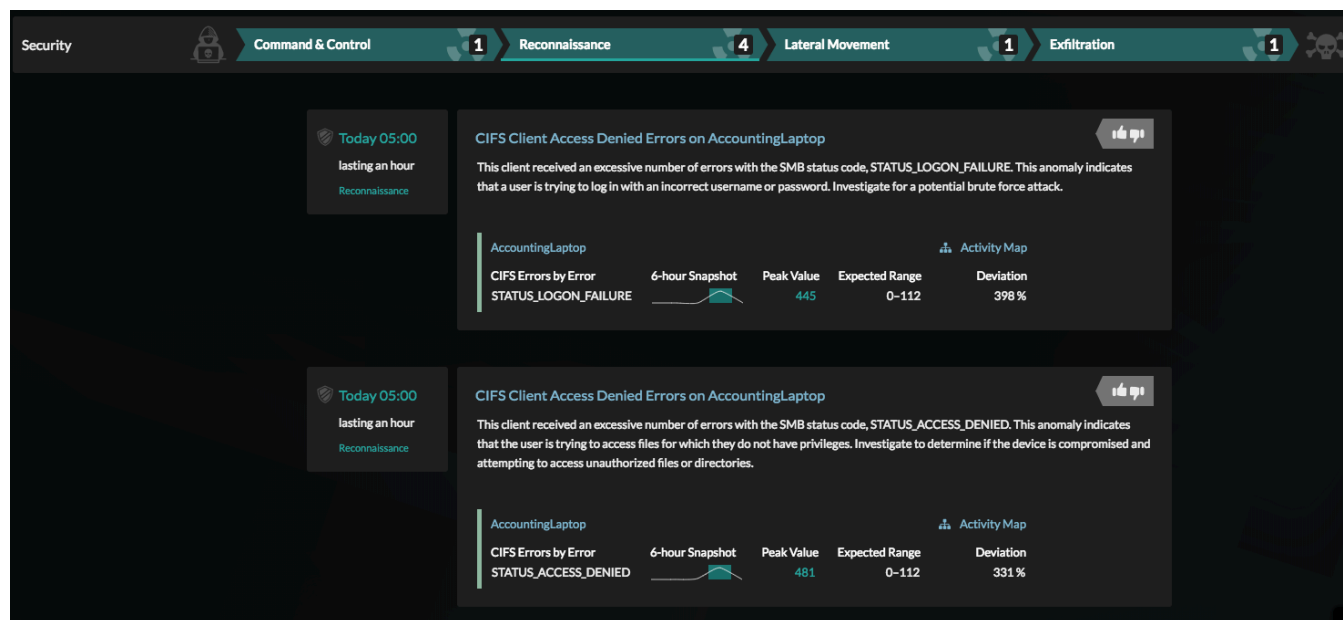 Security
Command & Control 1
Reconnaissance 4
Lateral Movement 1
Exfiltration 1
Today 05:00
lasting an hour
Reconnaissance
CIFS Client Access Denied Errors on AccountingLaptop
This client received an excessive number of errors with the SMB status code, STATUS_LOGON_FAILURE. This anomaly indicates
that a user is trying to log in with an incorrect username or password. Investigate for a potential brute force attack.
AccountingLaptop
Activity Map
CIFS Errors by Error 6-hour Snapshot Peak Value Expected Range Deviation
STATUS_LOGON_FAILURE 445 0–112 398 %
Today 05:00
lasting an hour
Reconnaissance
CIFS Client Access Denied Errors on AccountingLaptop
This client received an excessive number of errors with the SMB status code, STATUS_ACCESS_DENIED. This anomaly indicates
that the user is trying to access files for which they do not have privileges. Investigate to determine if the device is compromised and
attempting to access unauthorized files or directories.
AccountingLaptop
Activity Map
CIFS Errors by Error 6-hour Snapshot Peak Value Expected Range Deviation
STATUS_ACCESS_DENIED 481 0–112 331 %